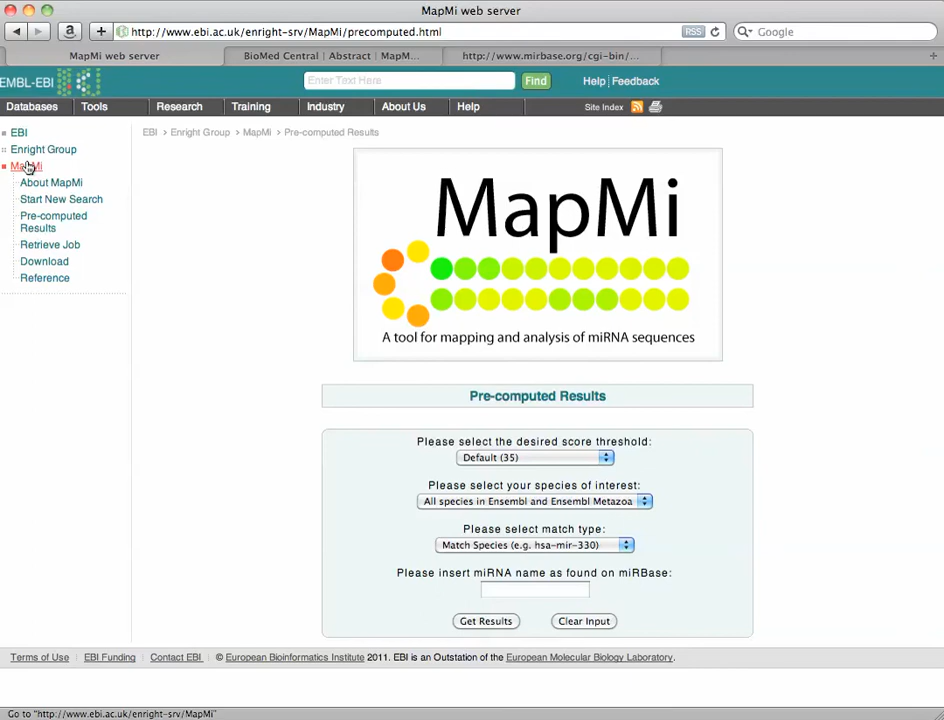 MapMi web server
http://www.ebi.ac.uk/enright-srv/MapMi/precomputed.html
RSS
Google
MapMi web server
BioMed Central | Abstract | MapM...
http://www.mirbase.org/cgi-bin/...
EMBL-EBI
Enter Text Here
Find
Help
Feedback
Databases
Tools
Research
Training
Industry
About Us
Help
Site Index
EBI
Enright Group
MapMi
About MapMi
Start New Search
Pre-computed
Results
Retrieve Job
Download
Reference
EBI > Enright Group > MapMi > Pre-computed Results
MapMi
A tool for mapping and analysis of miRNA sequences
Pre-computed Results
Please select the desired score threshold:
Default (35)
Please select your species of interest:
All species in Ensembl and Ensembl Metazoa
Please select match type:
Match Species (e.g. hsa-mir-330)
Please insert miRNA name as found on miRBase:
Get Results
Clear Input
Terms of Use | EBI Funding | Contact EBI | © European Bioinformatics Institute 2011. EBI is an Outstation of the European Molecular Biology Laboratory.
Go to "http://www.ebi.ac.uk/enright-srv/MapMi"